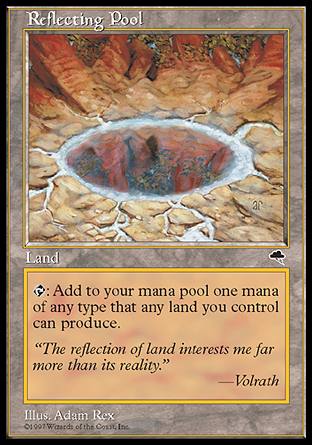 Reflecting Pool
AR
Land
: Add to your mana pool one mana
of any type that any land you control
can produce.
“The reflection of land interests me far
more than its reality.”
—Volrath
Illus. Adam Rex
©1997 Wizards of the Coast, Inc.